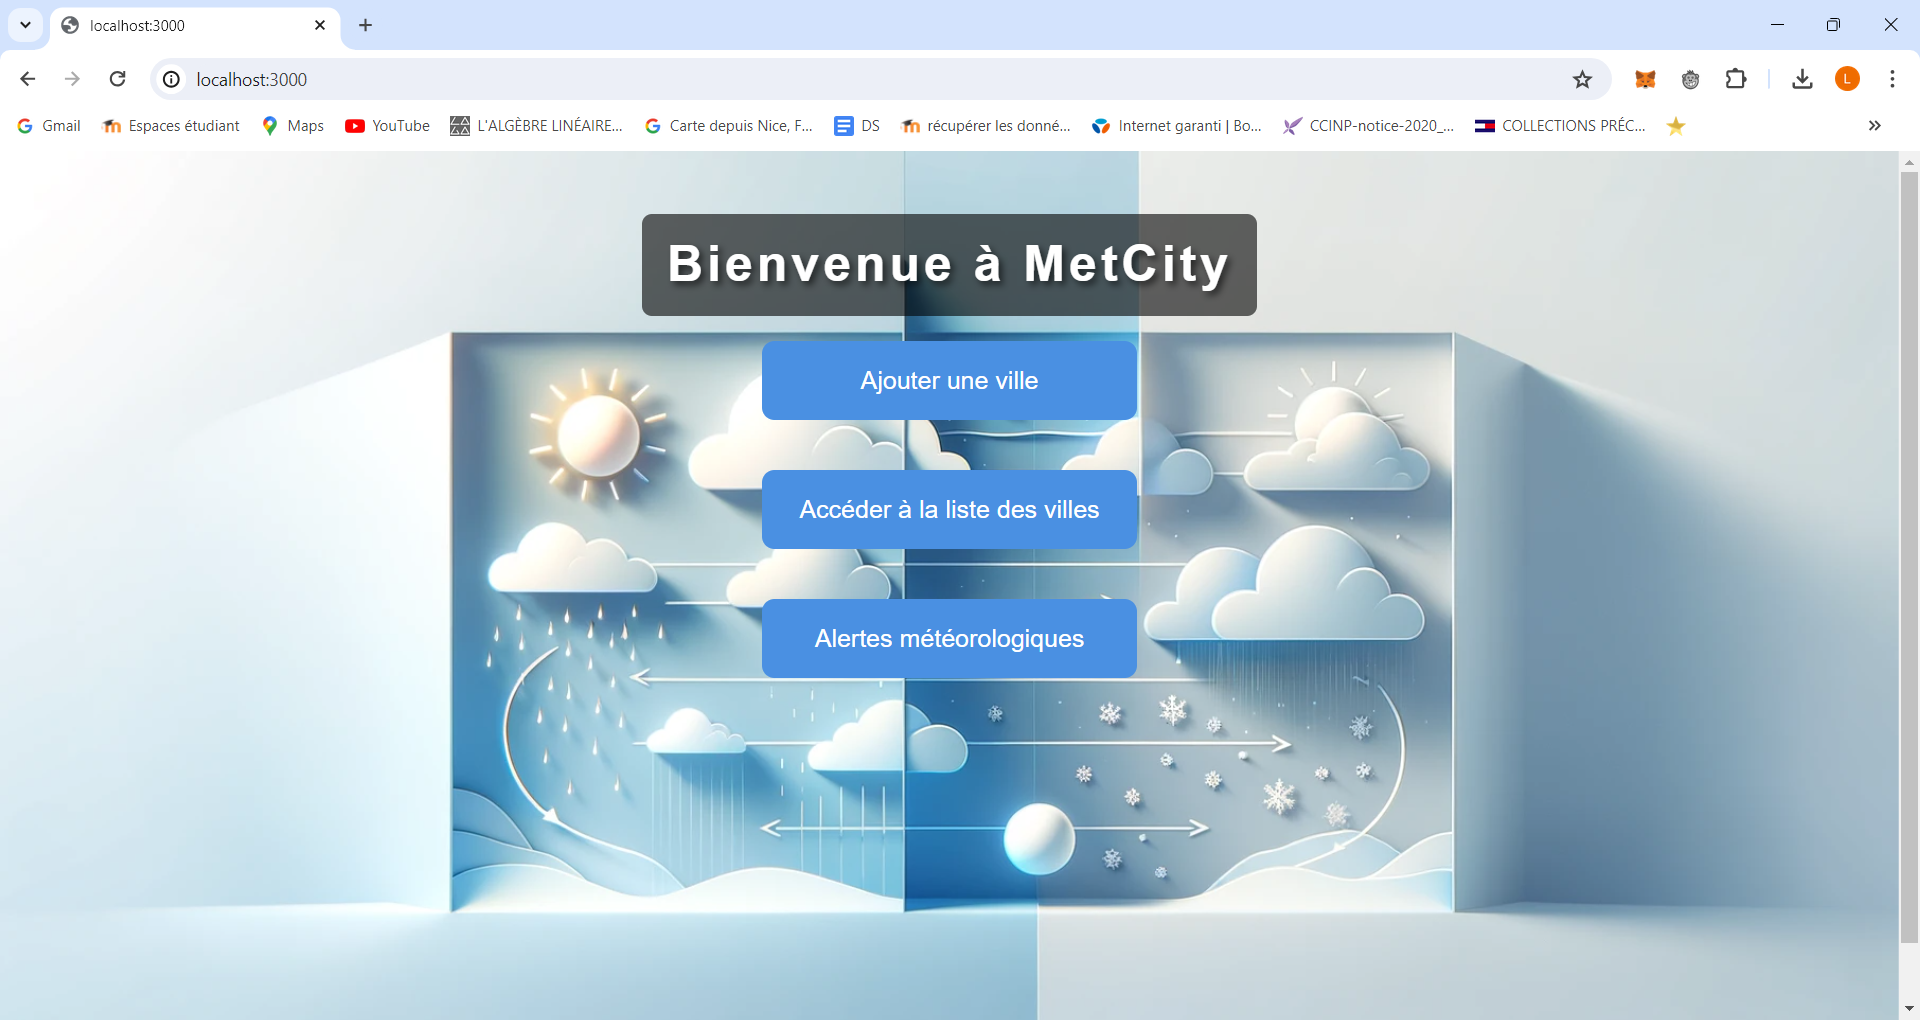 localhost:3000
localhost:3000
L
Gmail
Espaces étudiant
Maps
YouTube
L'ALGÈBRE LINÉAIRE...
Carte depuis Nice, F...
DS
récupérer les donné...
Internet garanti | Bo...
CCINP-notice-2020_...
COLLECTIONS PRÉC...
Bienvenue à MetCity
Ajouter une ville
Accéder à la liste des villes
Alertes météorologiques